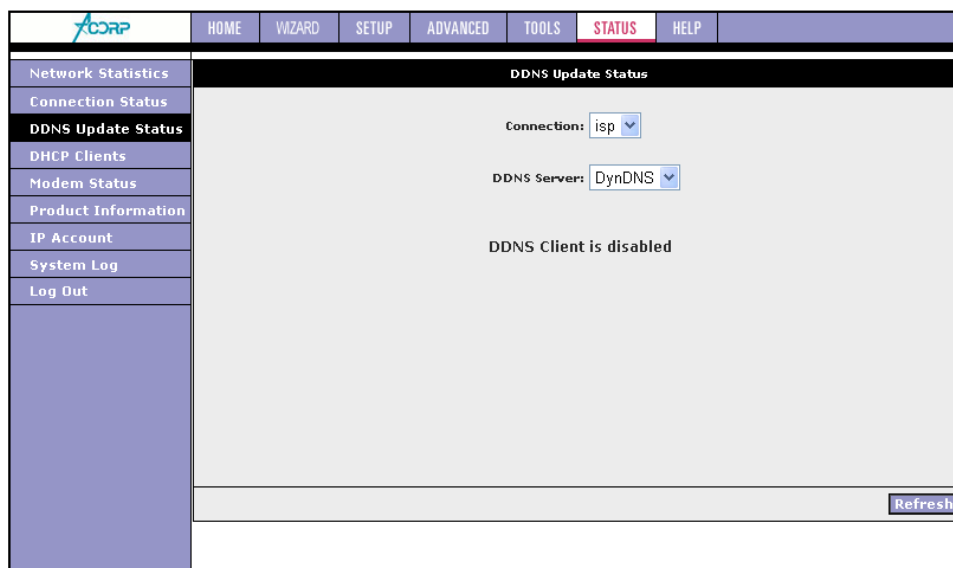 ACORP
HOME WIZARD SETUP ADVANCED TOOLS STATUS HELP
Network Statistics
Connection Status
DDNS Update Status
DHCP Clients
Modem Status
Product Information
IP Account
System Log
Log Out
DDNS Update Status
Connection: isp
DDNS Server: DynDNS
DDNS Client is disabled
Refresh